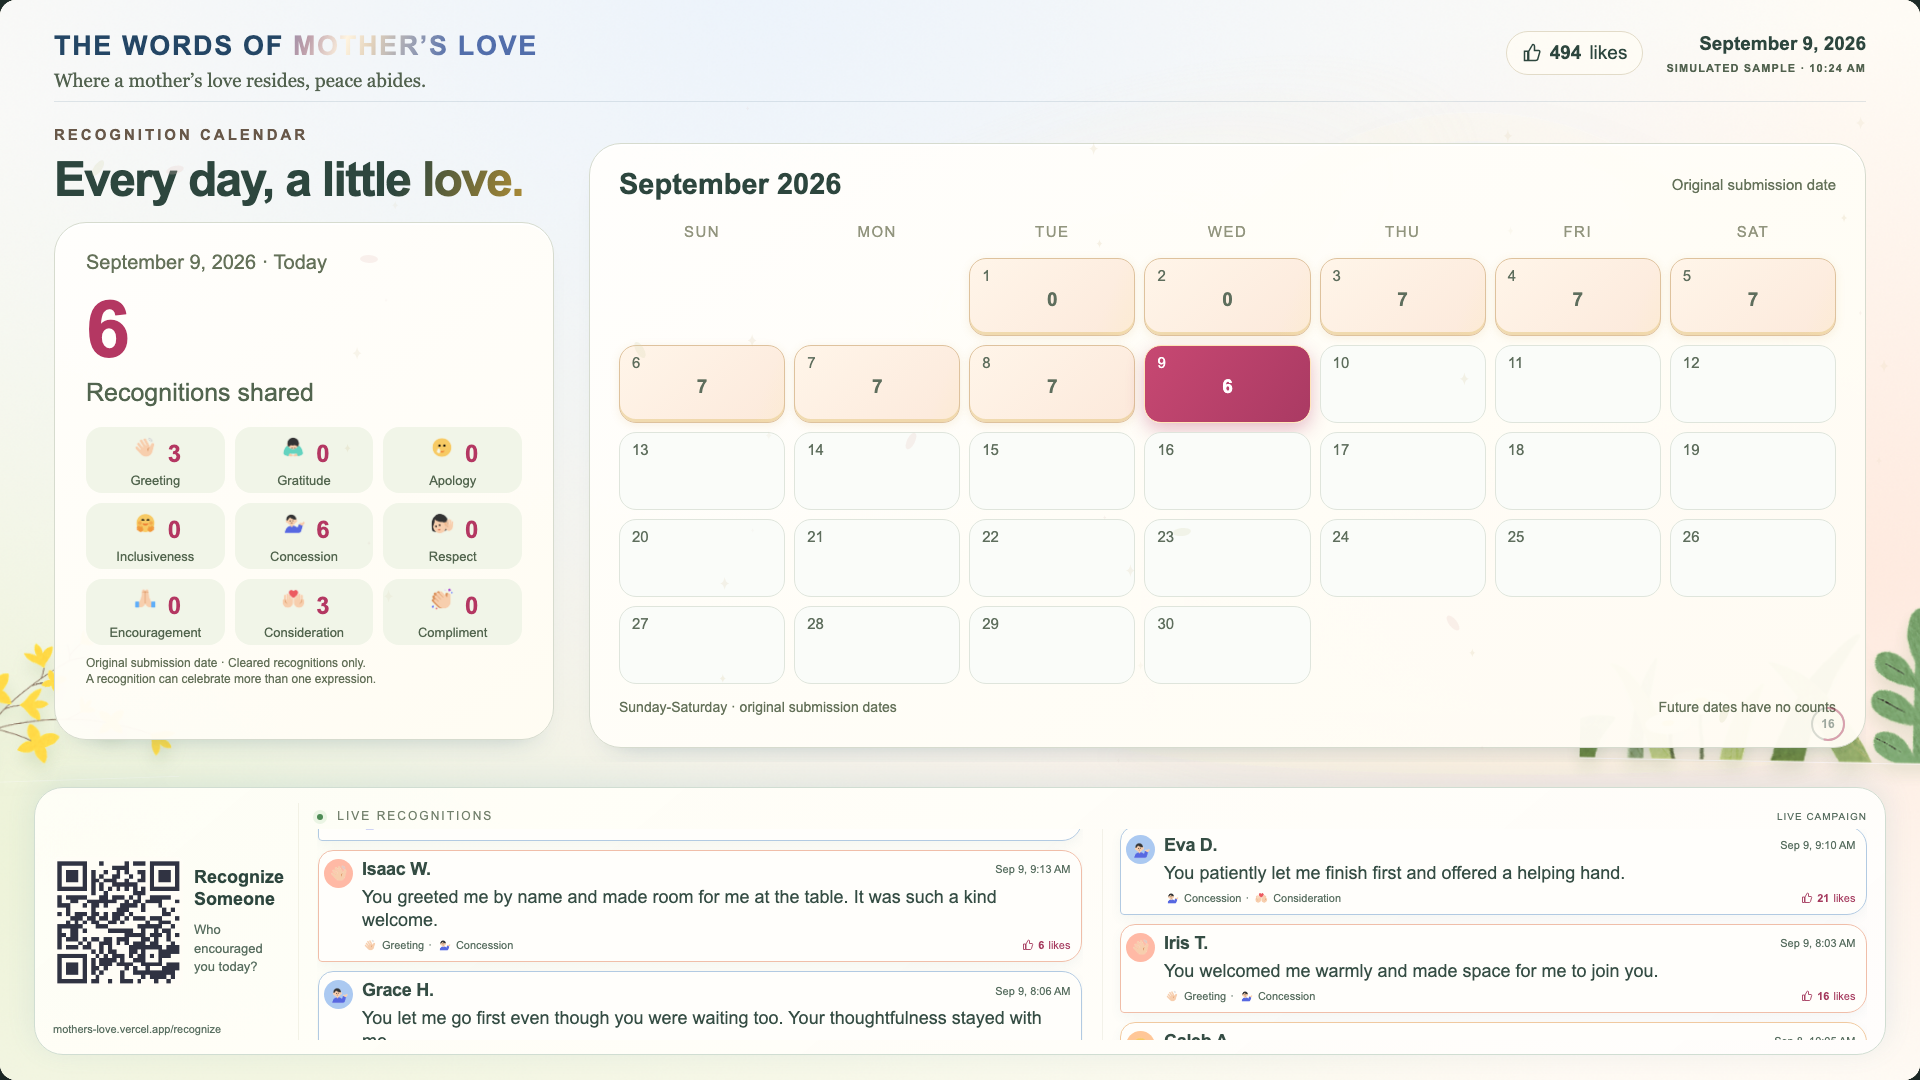 THE WORDS OF MOTHER'S LOVE
Where a mother's love resides, peace abides.
494 likes
September 9, 2026
SIMULATED SAMPLE · 10:24 AM
RECOGNITION CALENDAR
Every day, a little love.
September 9, 2026 · Today
6
Recognitions shared
3
Greeting
0
Gratitude
0
Apology
0
Inclusiveness
6
Concession
0
Respect
0
Encouragement
3
Consideration
0
Compliment
Original submission date · Cleared recognitions only.
A recognition can celebrate more than one expression.
September 2026
Original submission date
SUN MON TUE WED THU FRI SAT
1 2 3 4 5
0 0 7 7 7
6 7 8 9 10 11 12
7 7 7 6
13 14 15 16 17 18 19
20 21 22 23 24 25 26
27 28 29 30
Sunday-Saturday · original submission dates
Future dates have no counts
16
Recognize
Someone
Who
encouraged
you today?
mothers-love.vercel.app/recognize
LIVE RECOGNITIONS
Isaac W.
Sep 9, 9:13 AM
You greeted me by name and made room for me at the table. It was such a kind
welcome.
Greeting · Concession
6 likes
Grace H.
Sep 9, 8:06 AM
You let me go first even though you were waiting too. Your thoughtfulness stayed with
me.
LIVE CAMPAIGN
Eva D.
Sep 9, 9:10 AM
You patiently let me finish first and offered a helping hand.
Concession · Consideration
21 likes
Iris T.
Sep 9, 8:03 AM
You welcomed me warmly and made space for me to join you.
Greeting · Concession
16 likes
Caleb A.